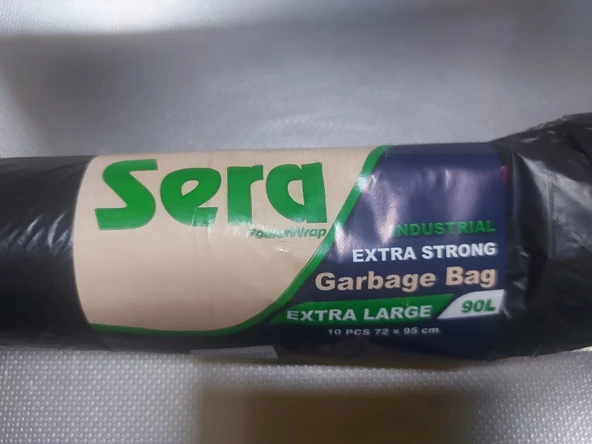 Sera
PowerWrap
INDUSTRIAL
EXTRA STRONG
Garbage Bag
EXTRA LARGE 90L
10 PCS 72 x 95 cm